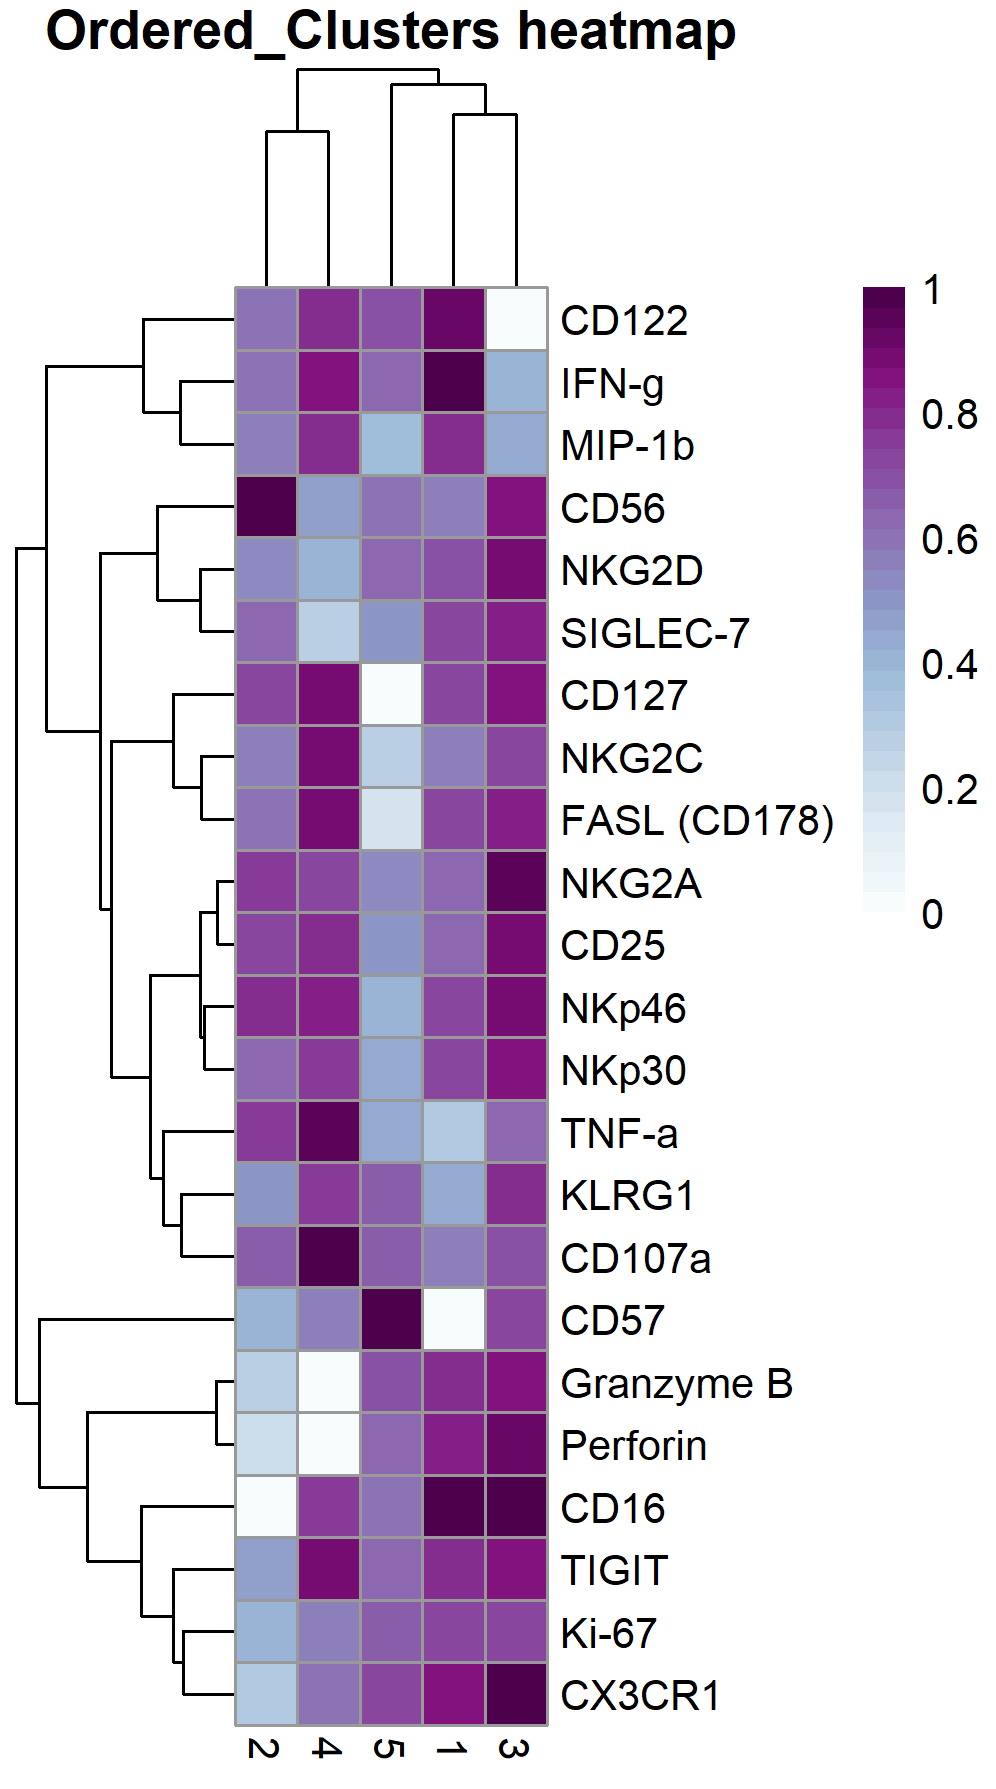 Ordered_Clusters heatmap
CD122
IFN-g
MIP-1b
CD56
NKG2D
SIGLEC-7
CD127
NKG2C
FASL (CD178)
NKG2A
CD25
NKp46
NKp30
TNF-a
KLRG1
CD107a
CD57
Granzyme B
Perforin
CD16
TIGIT
Ki-67
CX3CR1
2 4 5 1 3
1
0.8
0.6
0.4
0.2
0